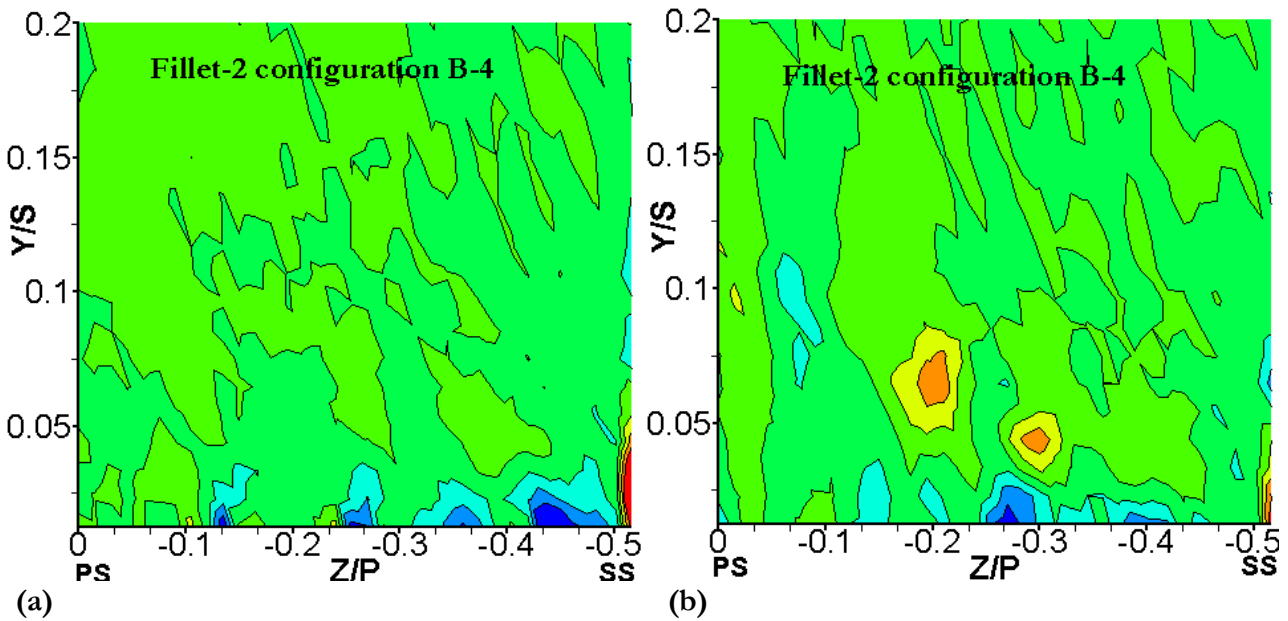 0.2
Fillet-2 configuration B-4
0.15
Y/S
0.1
0.05
0 -0.1 -0.2 -0.3 -0.4 -0.5
PS Z/P SS
(a)
0.2
Fillet-2 configuration B-4
0.15
Y/S
0.1
0.05
0 -0.1 -0.2 -0.3 -0.4 -0.5
PS Z/P SS
(b)